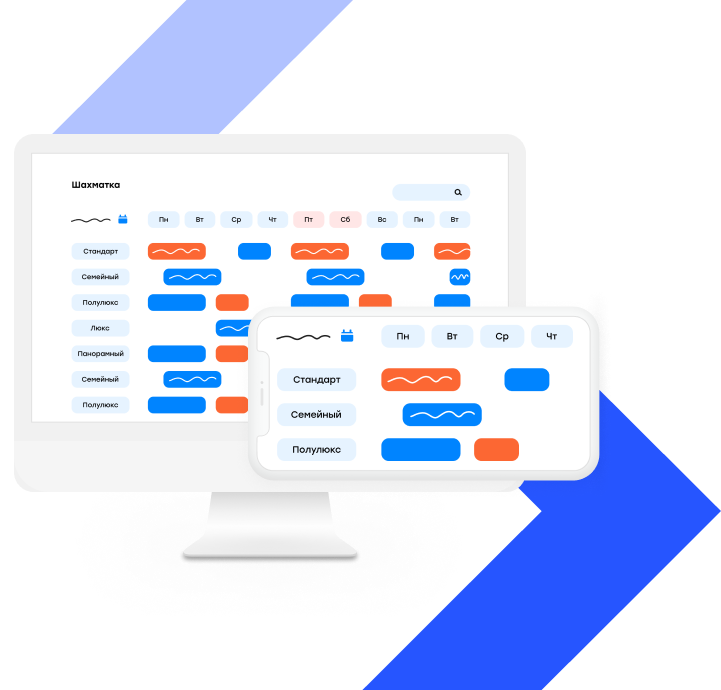 Шахматка
Пн Вт Ср Чт Пт Сб Вс Пн Вт
Стандарт
Семейный
Полулюкс
Люкс
Панорамный
Семейный
Полулюкс
Пн Вт Ср Чт
Стандарт
Семейный
Полулюкс